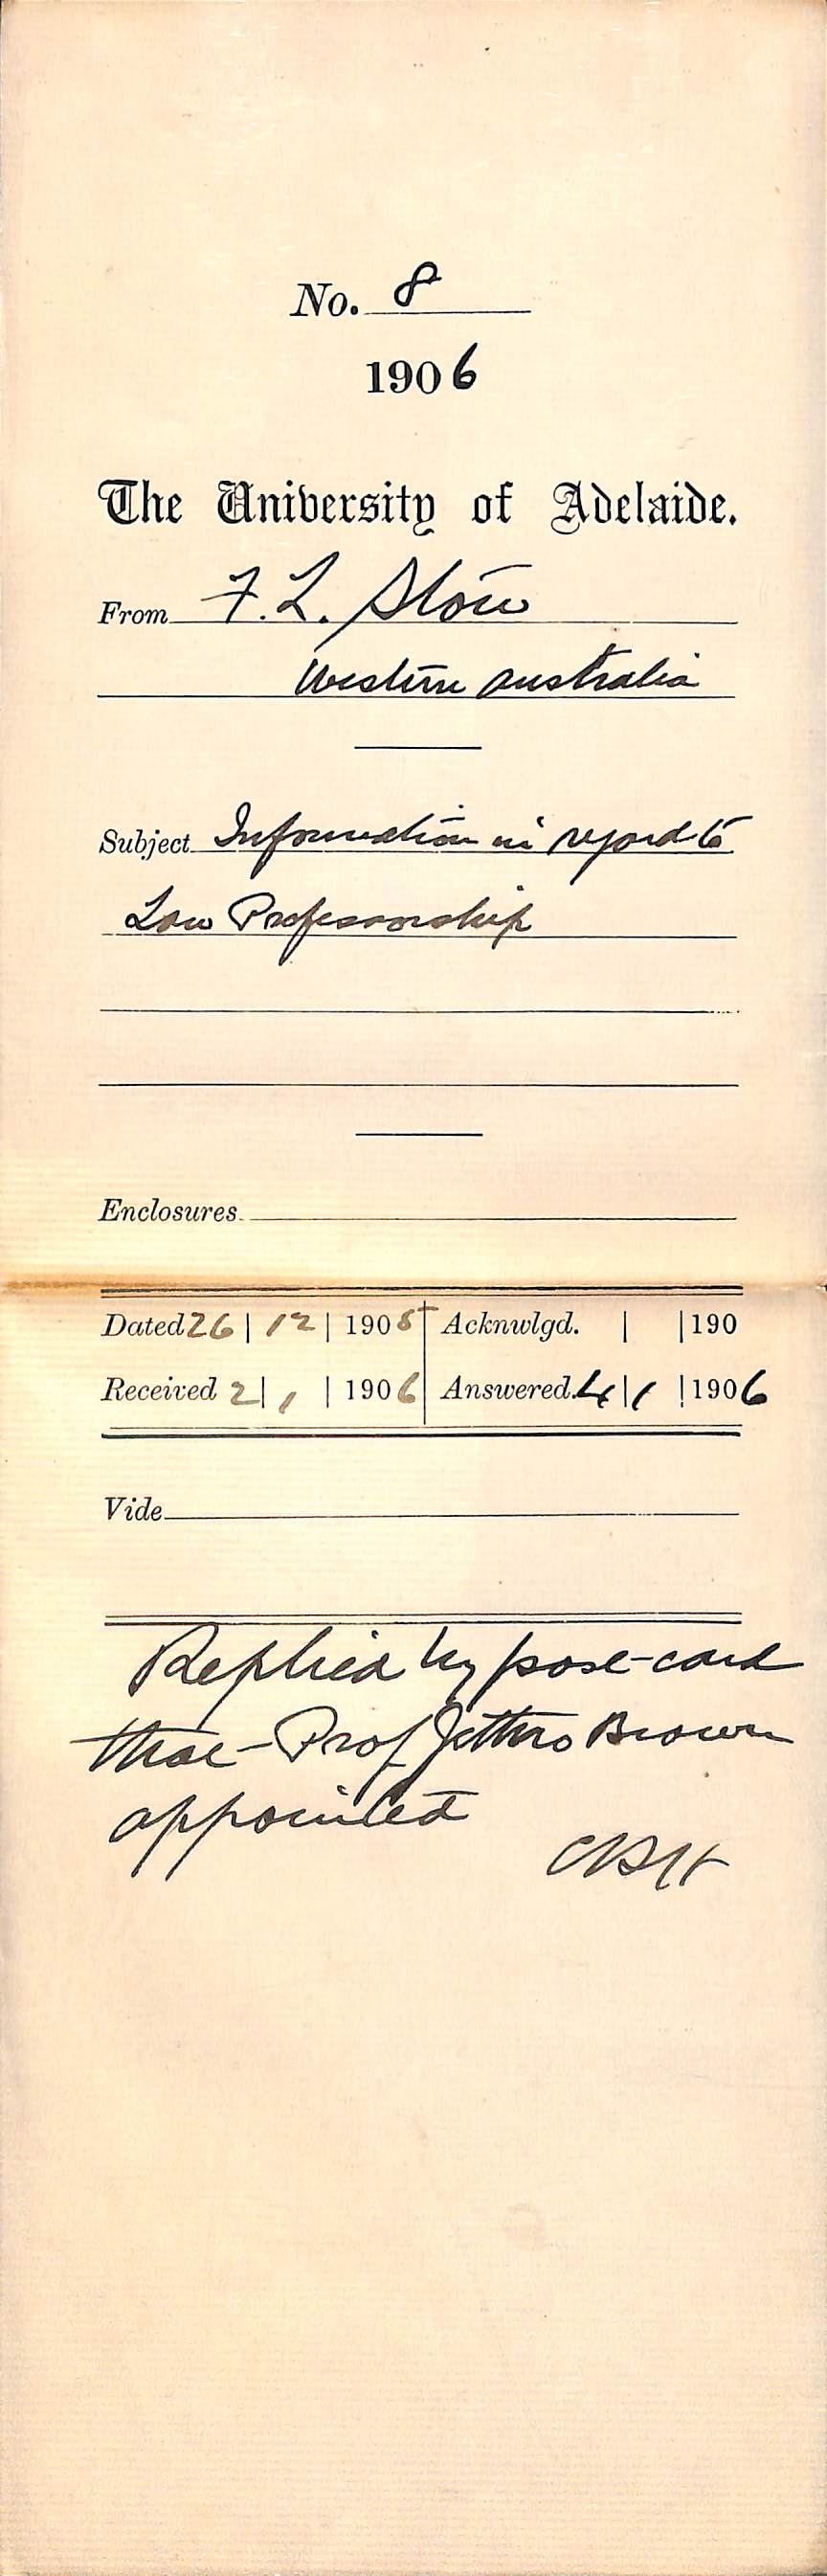 No. 8
1906
The University of Adelaide.
From F. L. Stow
Western Australia
Subject Information in regard to
Law Professorship
Enclosures
Dated 26 | 12 | 1905 Acknwlgd. | | 190
Received 2 | 1 | 1906 Answered. 4 | 1 | 1906
Vide
Replied by post-card
that Prof Jethro Brown
appointed
CRH